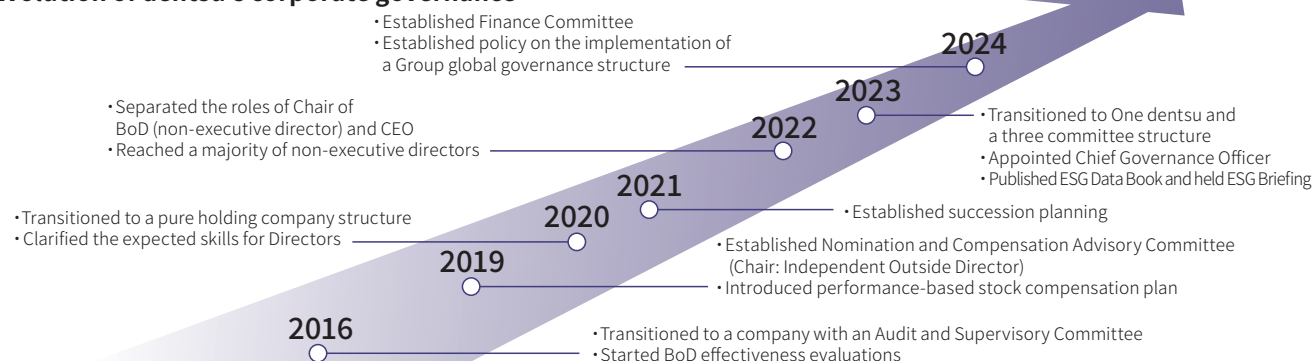 • Established Finance Committee
• Established policy on the implementation of
a Group global governance structure
2024
2023
• Transitioned to One dentsu and
a three committee structure
• Appointed Chief Governance Officer
• Published ESG Data Book and held ESG Briefing
• Separated the roles of Chair of
BoD (non-executive director) and CEO
• Reached a majority of non-executive directors
2022
2021
• Established succession planning
• Transitioned to a pure holding company structure
• Clarified the expected skills for Directors
2020
2019
• Established Nomination and Compensation Advisory Committee
(Chair: Independent Outside Director)
• Introduced performance-based stock compensation plan
2016
• Transitioned to a company with an Audit and Supervisory Committee
• Started BoD effectiveness evaluations